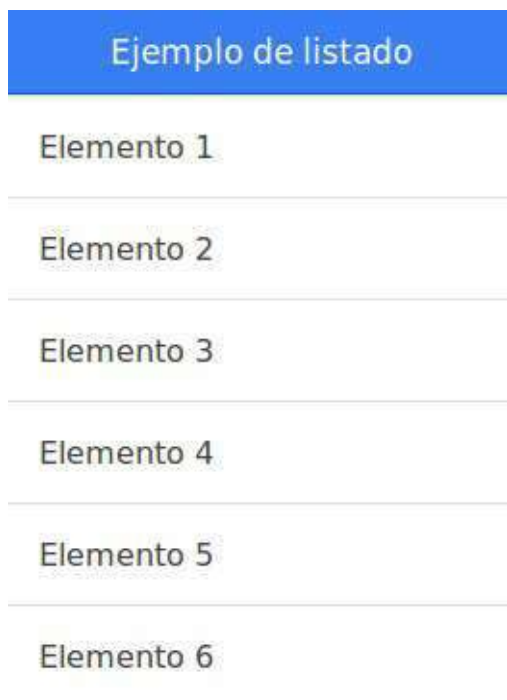 Ejemplo de listado
Elemento 1
Elemento 2
Elemento 3
Elemento 4
Elemento 5
Elemento 6